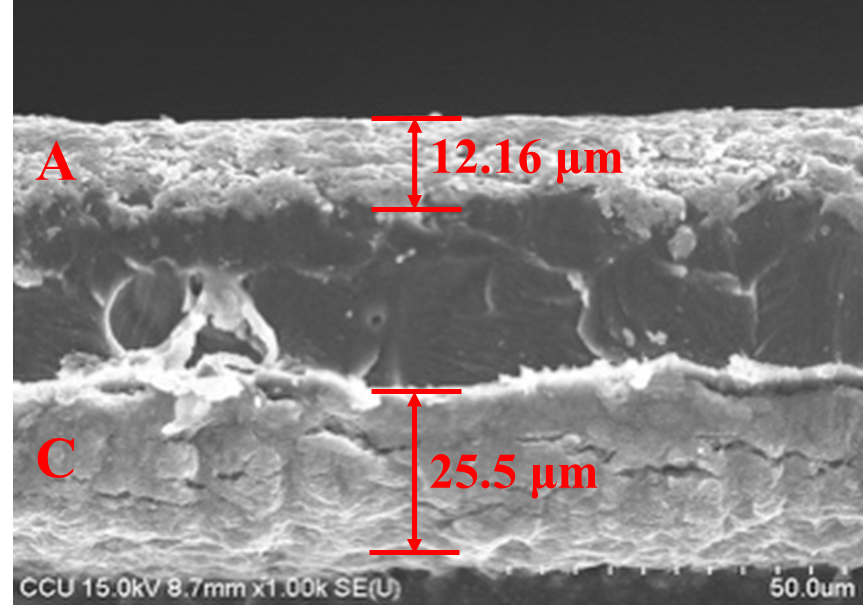 A
12.16 μm
C
25.5 μm
CCU 15.0kV 8.7mm x1.00k SE(U)
50.0um